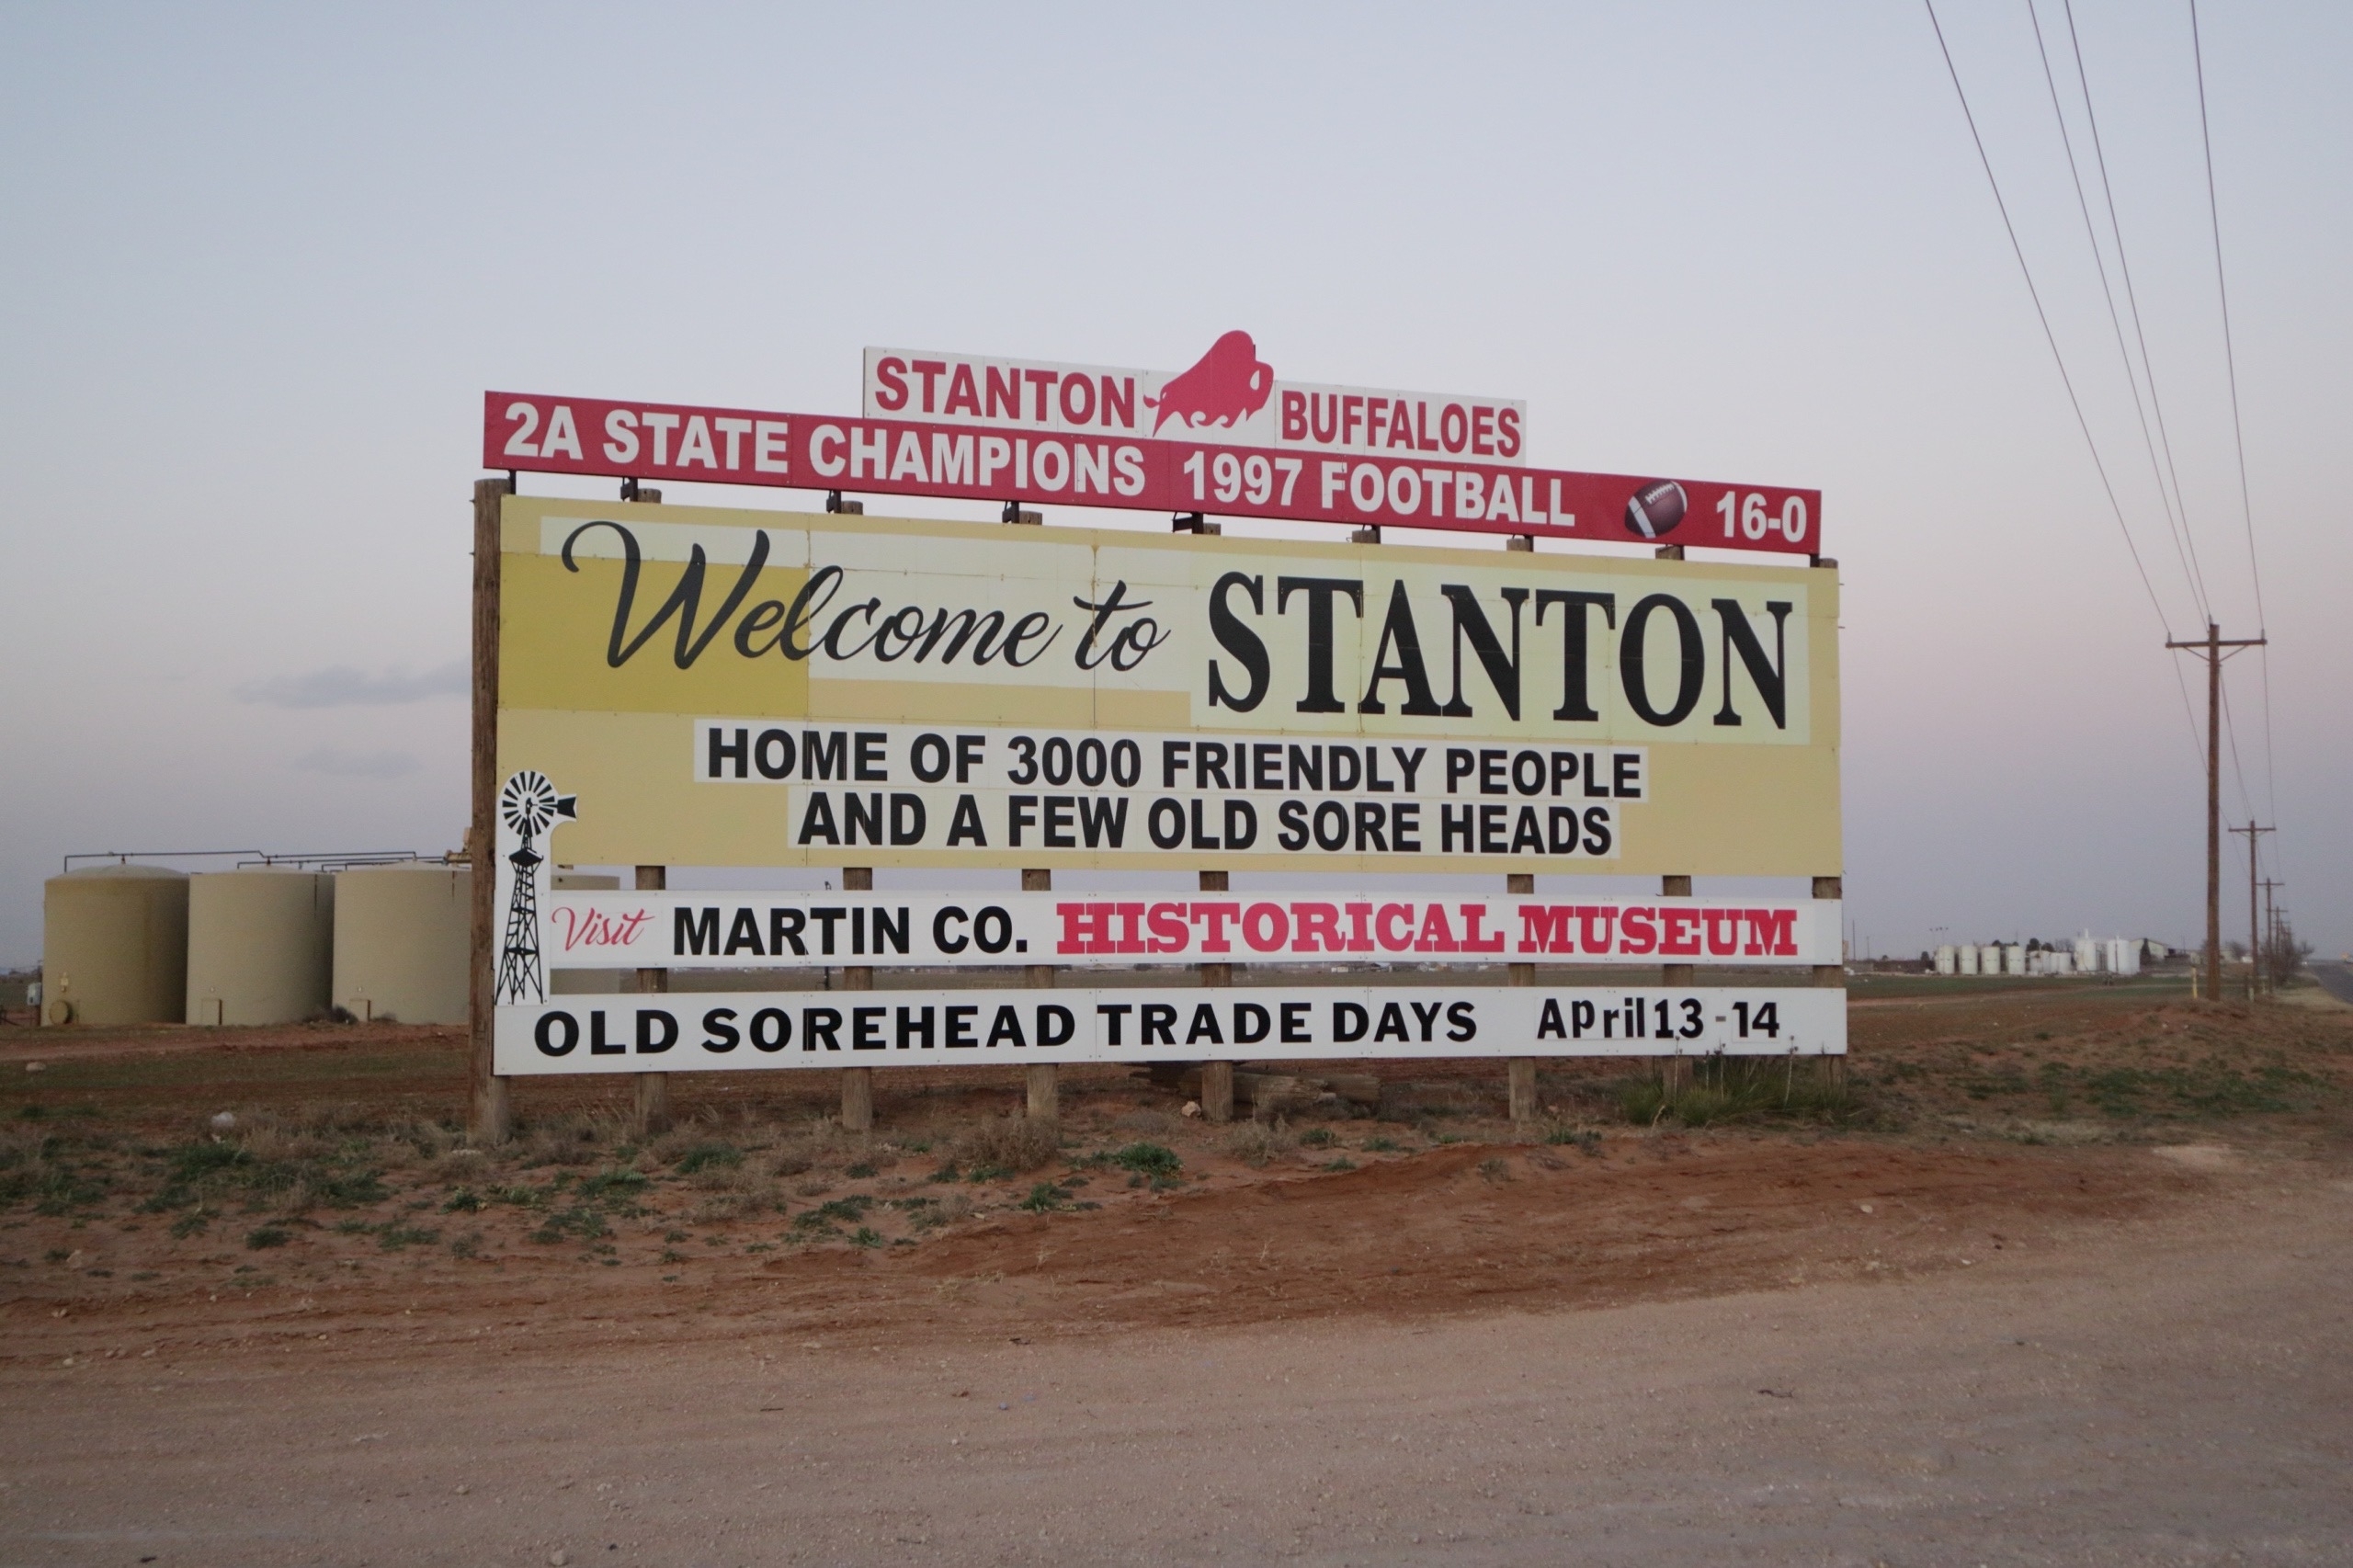 STANTON BUFFALOES
2A STATE CHAMPIONS 1997 FOOTBALL 16-0
Welcome to STANTON
HOME OF 3000 FRIENDLY PEOPLE
AND A FEW OLD SORE HEADS
Visit MARTIN CO. HISTORICAL MUSEUM
OLD SOREHEAD TRADE DAYS April 13-14